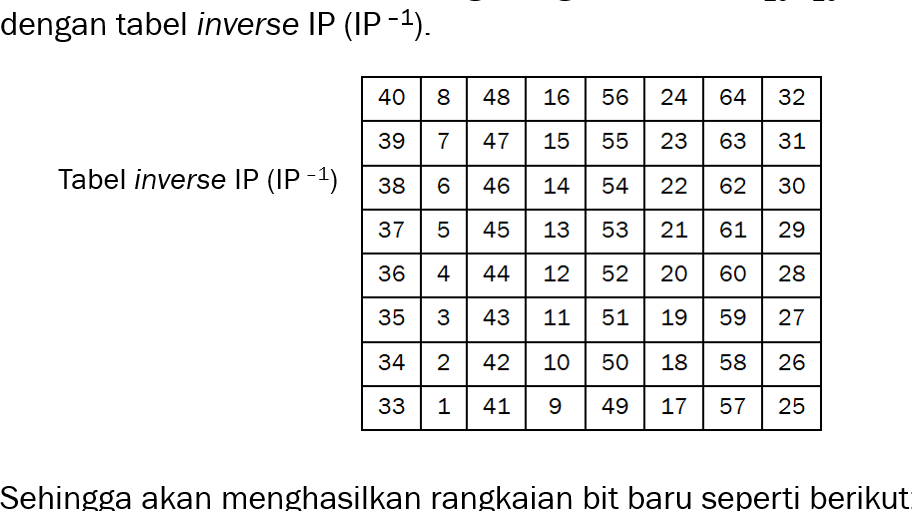 dengan tabel inverse IP (IP⁻¹).
40 8 48 16 56 24 64 32
39 7 47 15 55 23 63 31
Tabel inverse IP (IP⁻¹)
38 6 46 14 54 22 62 30
37 5 45 13 53 21 61 29
36 4 44 12 52 20 60 28
35 3 43 11 51 19 59 27
34 2 42 10 50 18 58 26
33 1 41 9 49 17 57 25
Sehingga akan menghasilkan rangkaian bit baru seperti berikut: